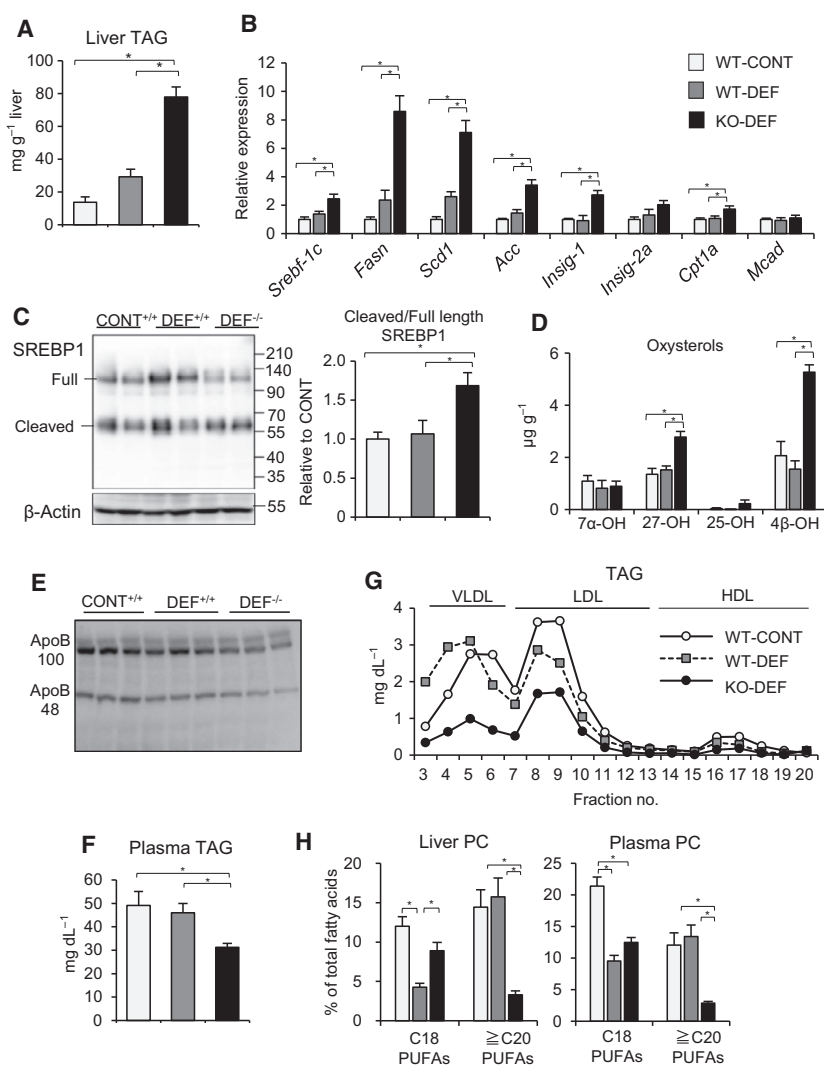 A
Liver TAG
mg g⁻¹ liver
100
80
60
40
20
0
*
*
B
Relative expression
12
10
8
6
4
2
0
* * * * * *
* * * * * *
Srebf-1c Fasn Scd1 Acc Insig-1 Insig-2a Cpt1a Mcad
WT-CONT
WT-DEF
KO-DEF
C
CONT+/+ DEF+/+ DEF-/-
SREBP1
Full
Cleaved
β-Actin
210
140
90
70
55
40
35
55
Cleaved/Full length
SREBP1
Relative to CONT
2.0
1.5
1.0
0.5
0
*
*
D
Oxysterols
µg g⁻¹
6
4
2
0
* *
* *
7α-OH 27-OH 25-OH 4β-OH
E
CONT+/+ DEF+/+ DEF-/-
ApoB
100
ApoB
48
F
Plasma TAG
mg dL⁻¹
60
50
40
30
20
10
0
*
*
G
TAG
VLDL LDL HDL
mg dL⁻¹
4
3
2
1
0
WT-CONT
WT-DEF
KO-DEF
3 4 5 6 7 8 9 10 11 12 13 14 15 16 17 18 19 20
Fraction no.
H
Liver PC
% of total fatty acids
20
15
10
5
0
* * * *
C18
PUFAs
≧C20
PUFAs
Plasma PC
25
20
15
10
5
0
* * * *
C18
PUFAs
≧C20
PUFAs